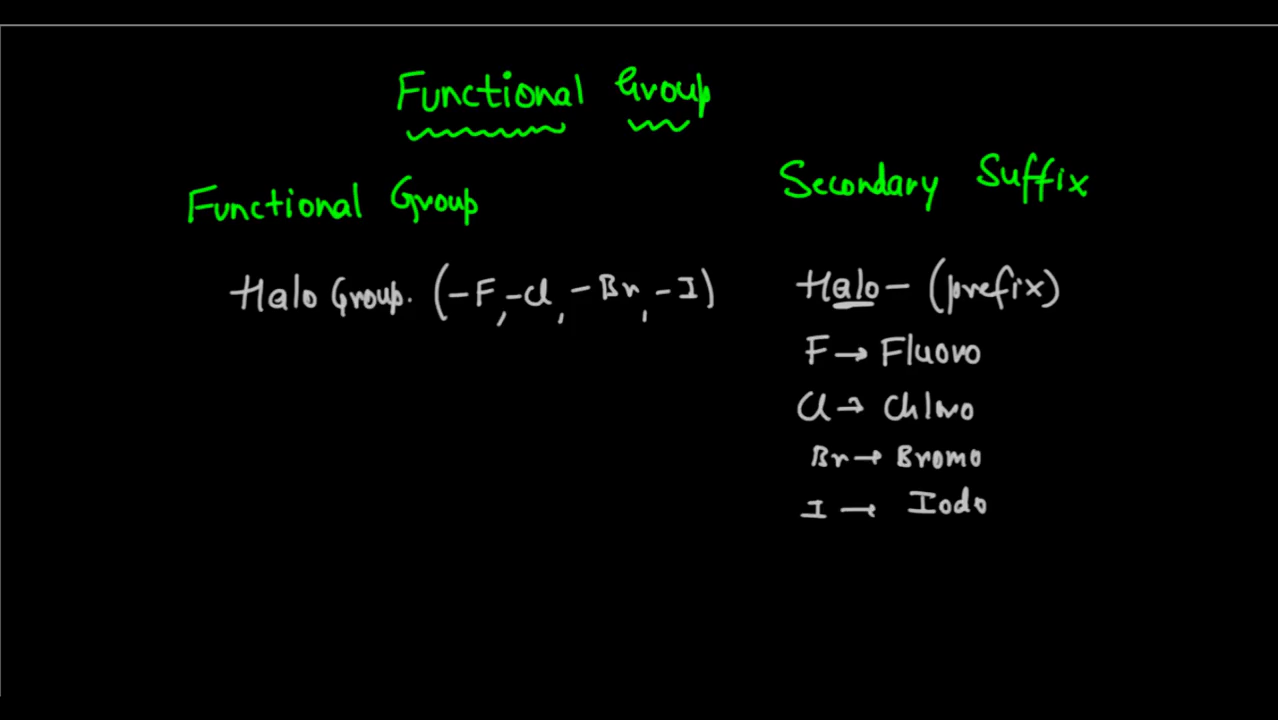 Functional Group
Functional Group Secondary Suffix
Halo Group. (-F, -Cl, -Br, -I) Halo- (prefix)
F → Fluoro
Cl → Chloro
Br → Bromo
I → Iodo